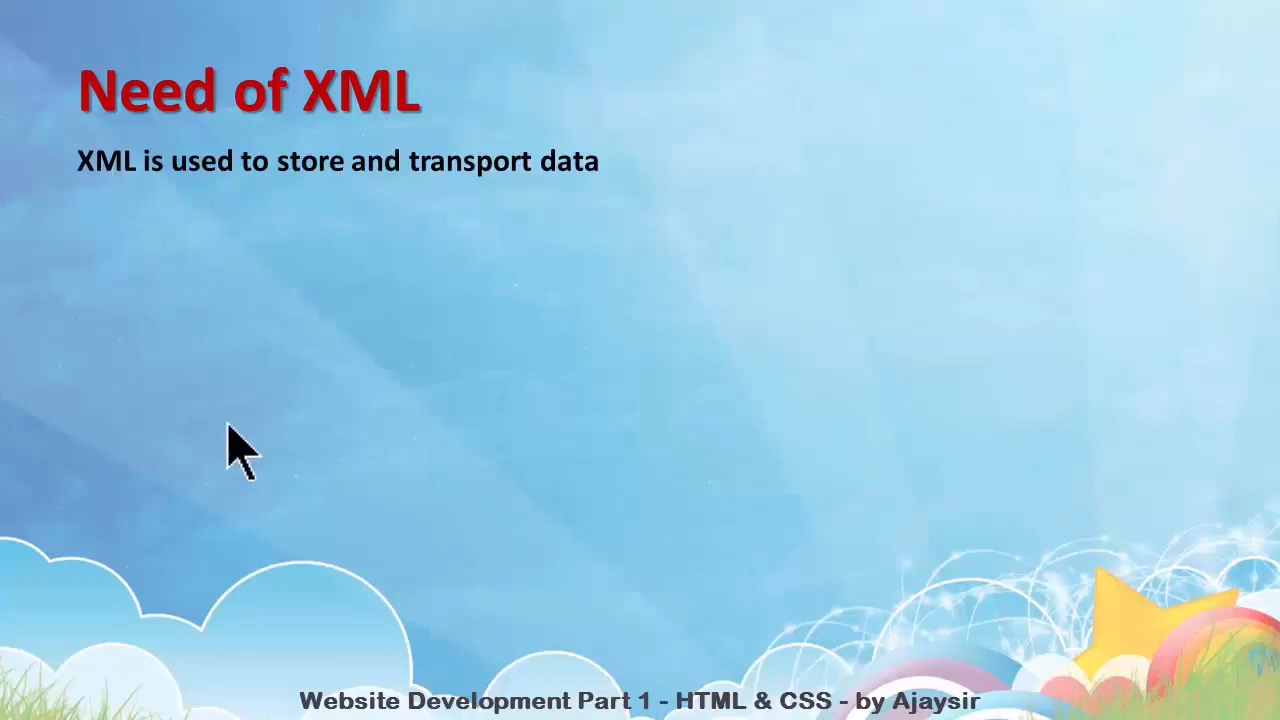 Need of XML
XML is used to store and transport data
Website Development Part 1 - HTML & CSS - by Ajaysir